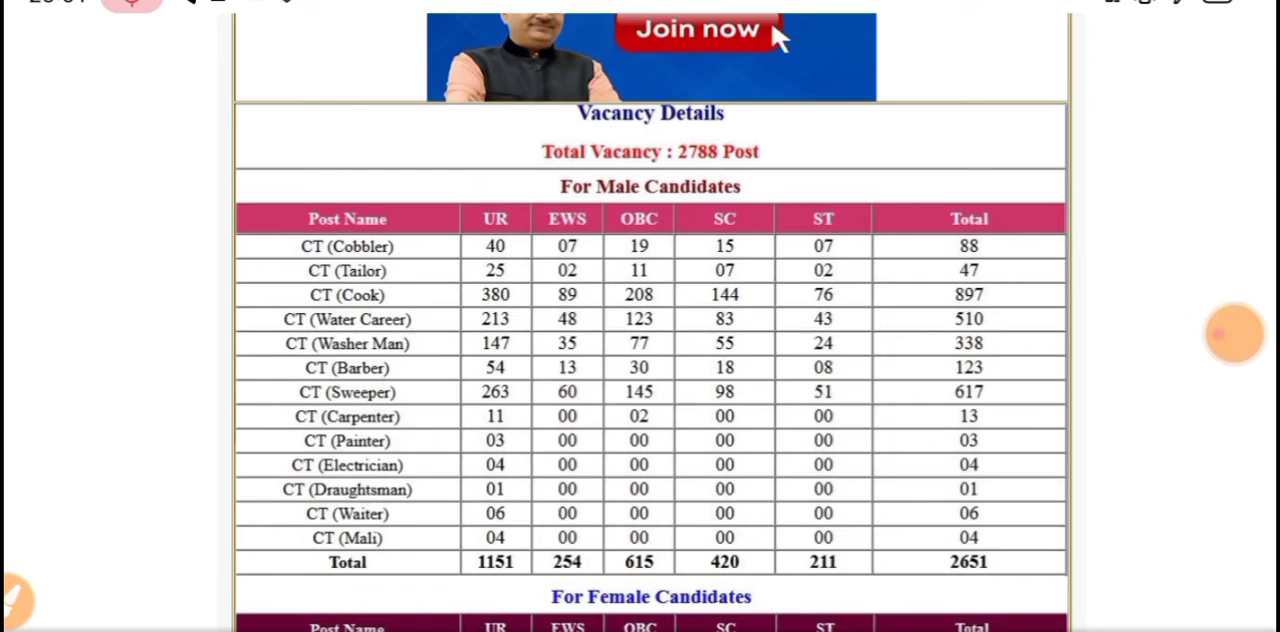 Join now
Vacancy Details
Total Vacancy : 2788 Post
For Male Candidates
Post Name UR EWS OBC SC ST Total
CT (Cobbler) 40 07 19 15 07 88
CT (Tailor) 25 02 11 07 02 47
CT (Cook) 380 89 208 144 76 897
CT (Water Career) 213 48 123 83 43 510
CT (Washer Man) 147 35 77 55 24 338
CT (Barber) 54 13 30 18 08 123
CT (Sweeper) 263 60 145 98 51 617
CT (Carpenter) 11 00 02 00 00 13
CT (Painter) 03 00 00 00 00 03
CT (Electrician) 04 00 00 00 00 04
CT (Draughtsman) 01 00 00 00 00 01
CT (Waiter) 06 00 00 00 00 06
CT (Mali) 04 00 00 00 00 04
Total 1151 254 615 420 211 2651
For Female Candidates
Post Name UR EWS OBC SC ST Total